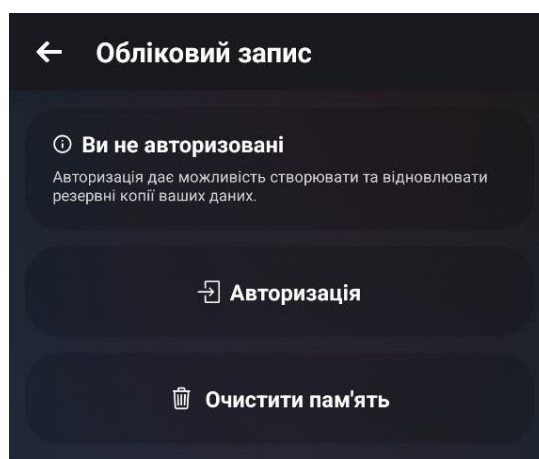 Обліковий запис
Ви не авторизовані
Авторизація дає можливість створювати та відновлювати
резервні копії ваших даних.
Авторизація
Очистити пам'ять